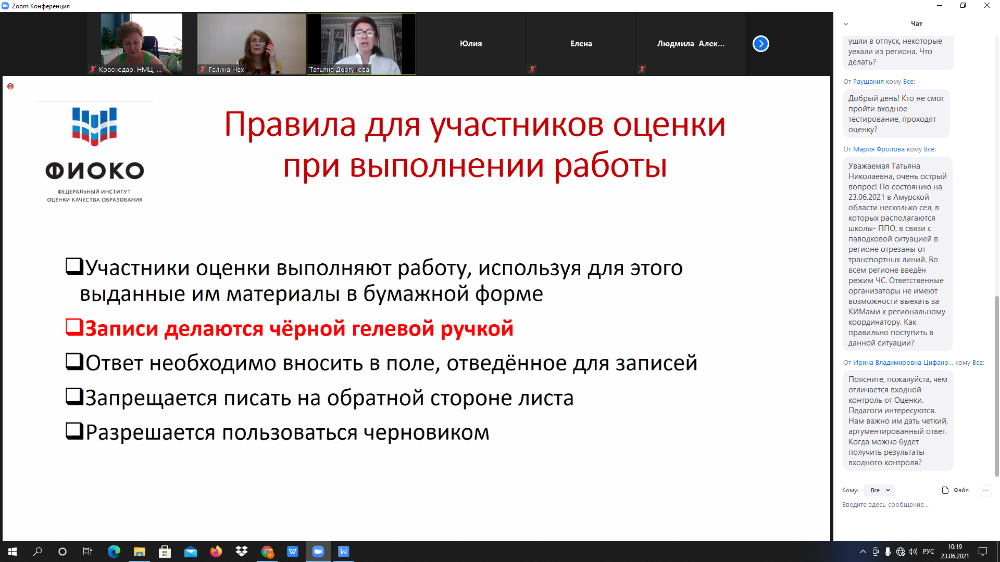 Zoom Конференция
Краснодар. НМЦ, ...
Галина Чех
Татьяна Дергунова
Юлия
Елена
Людмила Алек...
ФИОКО
ФЕДЕРАЛЬНЫЙ ИНСТИТУТ
ОЦЕНКИ КАЧЕСТВА ОБРАЗОВАНИЯ
Правила для участников оценки
при выполнении работы
Участники оценки выполняют работу, используя для этого
выданные им материалы в бумажной форме
Записи делаются чёрной гелевой ручкой
Ответ необходимо вносить в поле, отведённое для записей
Запрещается писать на обратной стороне листа
Разрешается пользоваться черновиком
Чат
ушли в отпуск, некоторые
уехали из региона. Что
делать?
От Раушания кому Все:
Добрый день! Кто не смог
пройти входное
тестирование, проходят
оценку?
От Мария Фролова кому Все:
Уважаемая Татьяна
Николаевна, очень острый
вопрос! По состоянию на
23.06.2021 в Амурской
области несколько сел, в
которых располагаются
школы- ППО, в связи с
паводковой ситуацией в
регионе отрезаны от
транспортных линий. Во
всем регионе введён
режим ЧС. Ответственные
организаторы не имеют
возможности выехать за
КИМами к региональному
координатору. Как
правильно поступить в
данной ситуации?
От Ирина Владимировна Цифано... кому Все:
Поясните, пожалуйста, чем
отличается входной
контроль от Оценки.
Педагоги интересуются.
Нам важно им дать четкий,
аргументированный ответ.
Когда можно будет
получить результаты
входного контроля?
Кому: Все Файл ...
Введите здесь сообщение...
РУС
10:19
23.06.2021